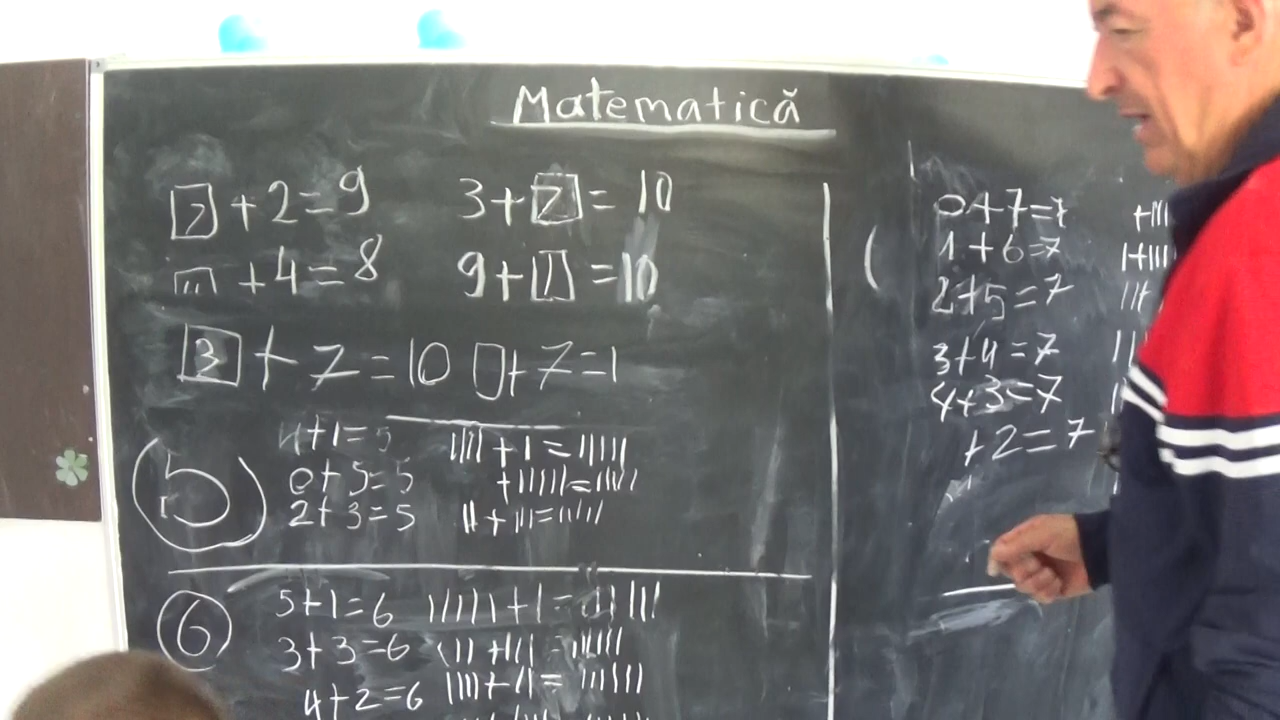 Matematică
7 + 2 = 9
3 + 7 = 10
+ 4 = 8
9 + 1 = 10
3 + 7 = 10
□ + 7 = 1
5
4+1=5 |||| + | = |||||
0+5=5 + ||||| = |||||
2+3=5 || + ||| = |||||
6
5+1=6 ||||| + | = ||||||
3+3=6 ||| + ||| = ||||||
4+2=6 |||| + || = ||||||
0+7=7
1+6=7
2+5=7
3+4=7
4+3=7
+2=7